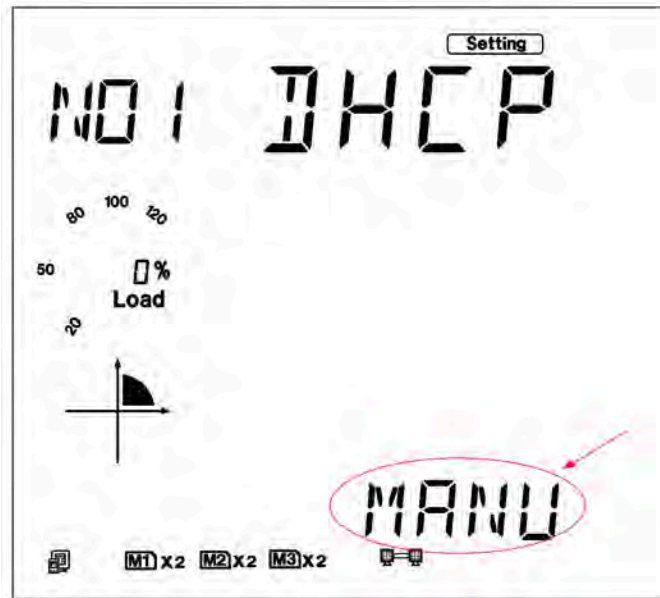 Setting
N01 DHCP
80 100 120
50 0%
Load
20
MANU
M1 X2 M2 X2 M3 X2